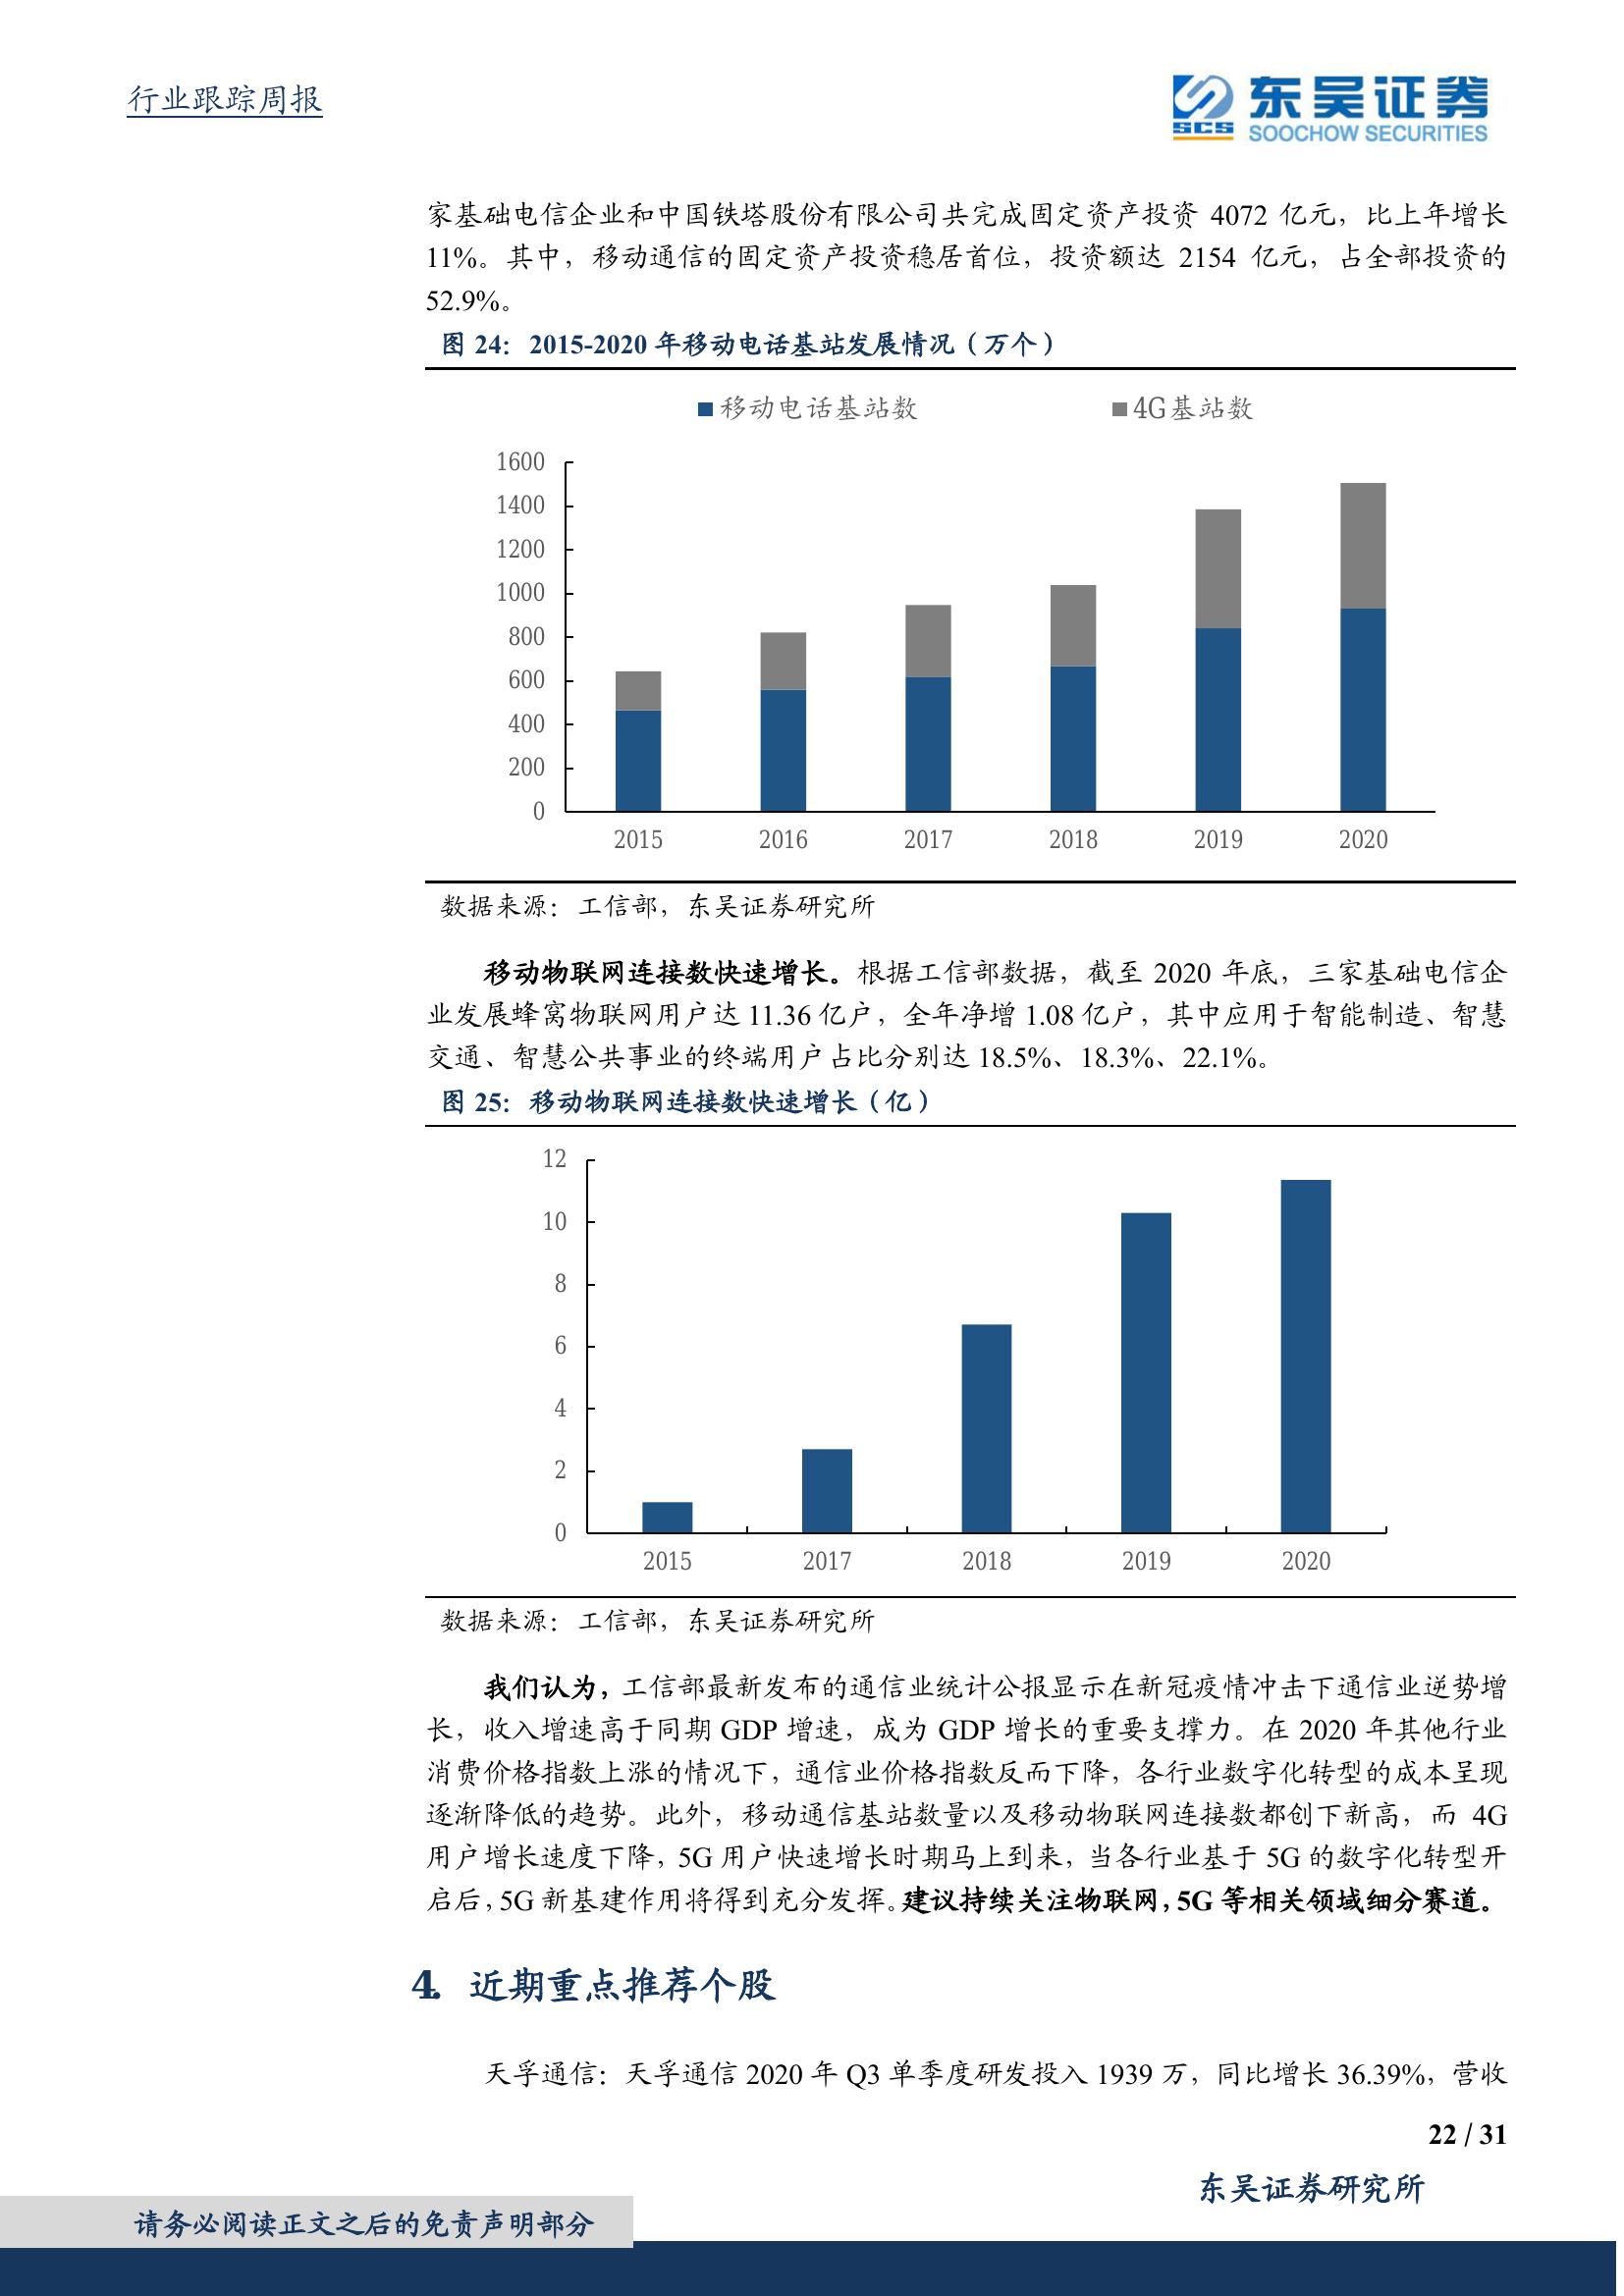 行业跟踪周报
SCS
东吴证券
SOOCHOW SECURITIES
家基础电信企业和中国铁塔股份有限公司共完成固定资产投资 4072 亿元，比上年增长
11%。其中，移动通信的固定资产投资稳居首位，投资额达 2154 亿元，占全部投资的
52.9%。
图 24：2015-2020 年移动电话基站发展情况（万个）
移动电话基站数 4G基站数
1600
1400
1200
1000
800
600
400
200
0
2015 2016 2017 2018 2019 2020
数据来源：工信部，东吴证券研究所
移动物联网连接数快速增长。根据工信部数据，截至 2020 年底，三家基础电信企
业发展蜂窝物联网用户达 11.36 亿户，全年净增 1.08 亿户，其中应用于智能制造、智慧
交通、智慧公共事业的终端用户占比分别达 18.5%、18.3%、22.1%。
图 25：移动物联网连接数快速增长（亿）
12
10
8
6
4
2
0
2015 2017 2018 2019 2020
数据来源：工信部，东吴证券研究所
我们认为，工信部最新发布的通信业统计公报显示在新冠疫情冲击下通信业逆势增
长，收入增速高于同期 GDP 增速，成为 GDP 增长的重要支撑力。在 2020 年其他行业
消费价格指数上涨的情况下，通信业价格指数反而下降，各行业数字化转型的成本呈现
逐渐降低的趋势。此外，移动通信基站数量以及移动物联网连接数都创下新高，而 4G
用户增长速度下降，5G 用户快速增长时期马上到来，当各行业基于 5G 的数字化转型开
启后，5G 新基建作用将得到充分发挥。建议持续关注物联网，5G 等相关领域细分赛道。
4. 近期重点推荐个股
天孚通信：天孚通信 2020 年 Q3 单季度研发投入 1939 万，同比增长 36.39%，营收
22 / 31
东吴证券研究所
请务必阅读正文之后的免责声明部分